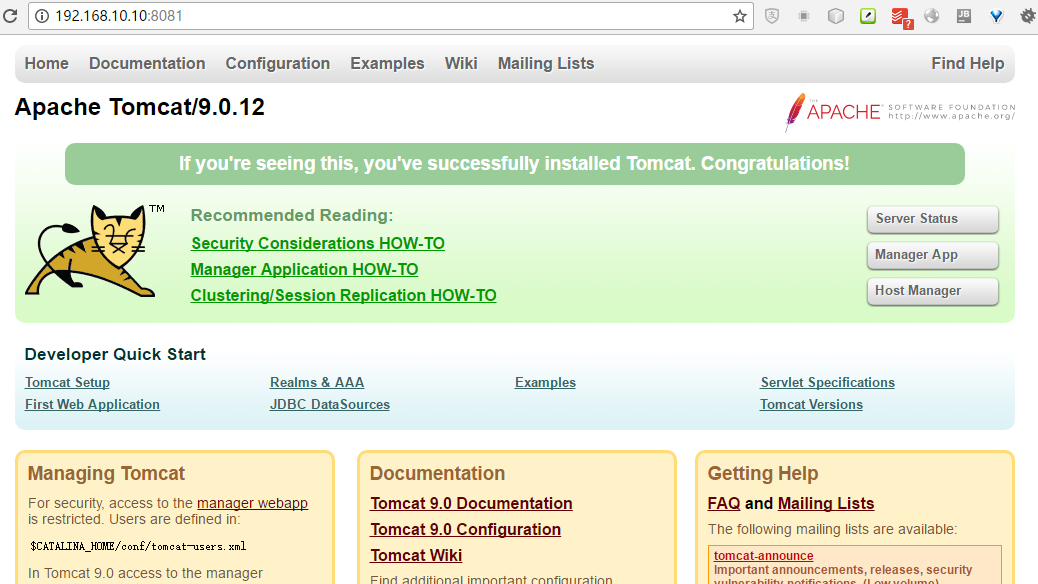 192.168.10.10:8081
Home Documentation Configuration Examples Wiki Mailing Lists Find Help
Apache Tomcat/9.0.12
THE APACHE SOFTWARE FOUNDATION
http://www.apache.org/
If you're seeing this, you've successfully installed Tomcat. Congratulations!
TM
Recommended Reading:
Security Considerations HOW-TO
Manager Application HOW-TO
Clustering/Session Replication HOW-TO
Server Status
Manager App
Host Manager
Developer Quick Start
Tomcat Setup
First Web Application
Realms & AAA
JDBC DataSources
Examples
Servlet Specifications
Tomcat Versions
Managing Tomcat
For security, access to the manager webapp
is restricted. Users are defined in:
$CATALINA_HOME/conf/tomcat-users.xml
In Tomcat 9.0 access to the manager
Documentation
Tomcat 9.0 Documentation
Tomcat 9.0 Configuration
Tomcat Wiki
Find additional important configuration
Getting Help
FAQ and Mailing Lists
The following mailing lists are available:
tomcat-announce
Important announcements, releases, security
vulnerability notifications. (Low volume).